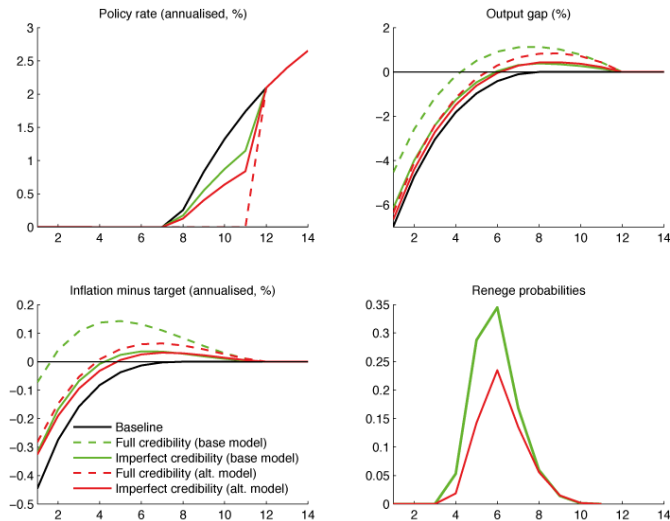 Policy rate (annualised, %)
3
2.5
2
1.5
1
0.5
0
2 4 6 8 10 12 14
Output gap (%)
2
0
−2
−4
−6
2 4 6 8 10 12 14
Inflation minus target (annualised, %)
0.2
0.1
0
−0.1
−0.2
−0.3
−0.4
−0.5
Baseline
Full credibility (base model)
Imperfect credibility (base model)
Full credibility (alt. model)
Imperfect credibility (alt. model)
2 4 6 8 10 12 14
Renege probabilities
0.35
0.3
0.25
0.2
0.15
0.1
0.05
0
2 4 6 8 10 12 14